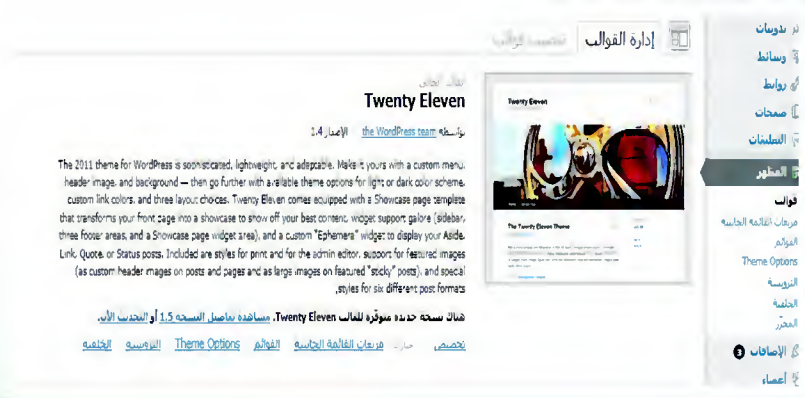 إدارة القوالب تنصيب قوالب
القالب الحالي
Twenty Eleven
بواسطة the WordPress team الإصدار 1.4
The 2011 theme for WordPress is sophisticated, lightweight, and adaptable. Make it yours with a custom menu,
header image, and background — then go further with available theme options for light or dark color scheme,
custom link colors, and three layout choices. Twenty Eleven comes equipped with a Showcase page template
that transforms your front page into a showcase to show off your best content, widget support galore (sidebar,
three footer areas, and a Showcase page widget area), and a custom "Ephemera" widget to display your Aside,
Link, Quote, or Status posts. Included are styles for print and for the admin editor, support for featured images
(as custom header images on posts and pages and as large images on featured "sticky" posts), and special
styles for six different post formats,
هناك نسخة جديدة متوفرة للقالب Twenty Eleven. مشاهدة تفاصيل النسخة 1.5 أو التحديث الآن.
تخصيص خيارات: مربعات القائمة الجانبية القوائم Theme Options الترويسة الخلفية
Twenty Eleven
The Twenty Eleven Theme
تدوينات
وسائط
روابط
صفحات
التعليقات
المظهر
قوالب
مربعات القائمة الجانبية
القوائم
Theme Options
الترويسة
الخلفية
المحرّر
الإضافات 3
أعضاء